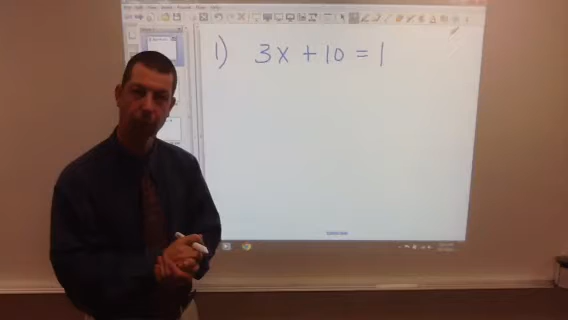 1) 3x + 10 = 1